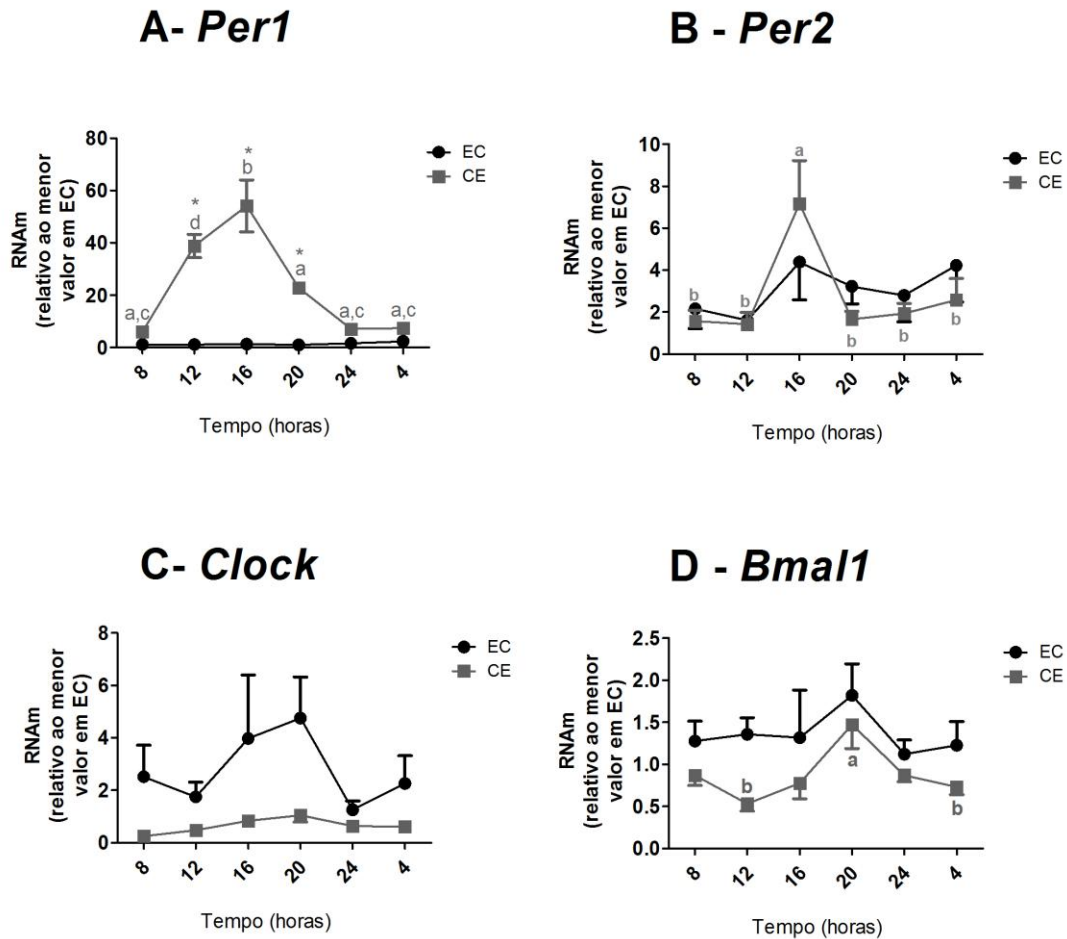 A- Per1
RNAm
(relativo ao menor
valor em EC)
80
60
40
20
0
a,c
*
d
*
b
*
a
a,c
a,c
8
12
16
20
24
4
Tempo (horas)
EC
CE
B - Per2
RNAm
(relativo ao menor
valor em EC)
10
8
6
4
2
0
b
b
a
b
b
b
8
12
16
20
24
4
Tempo (horas)
EC
CE
C- Clock
RNAm
(relativo ao menor
valor em EC)
8
6
4
2
0
8
12
16
20
24
4
Tempo (horas)
EC
CE
D - Bmal1
RNAm
(relativo ao menor
valor em EC)
2.5
2.0
1.5
1.0
0.5
0.0
b
a
b
8
12
16
20
24
4
Tempo (horas)
EC
CE